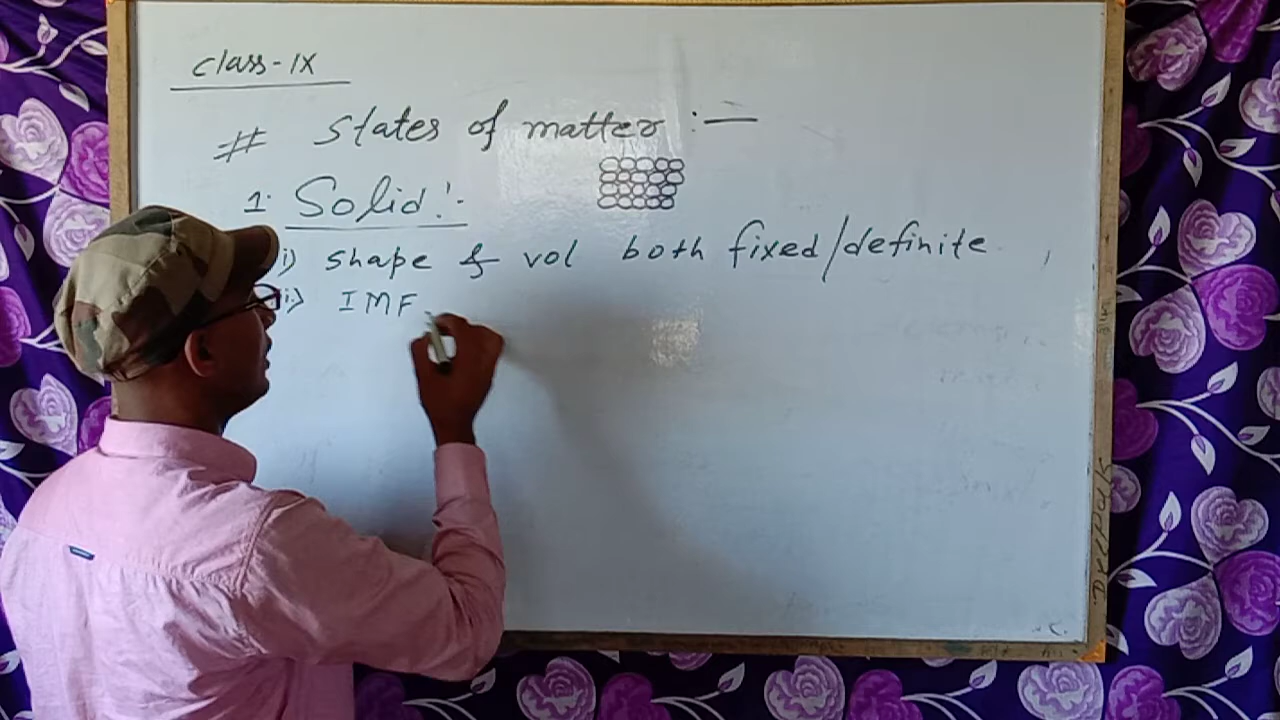 class-IX
# States of matter :—
1. Solid :-
i) shape & vol both fixed/definite
ii) IMF